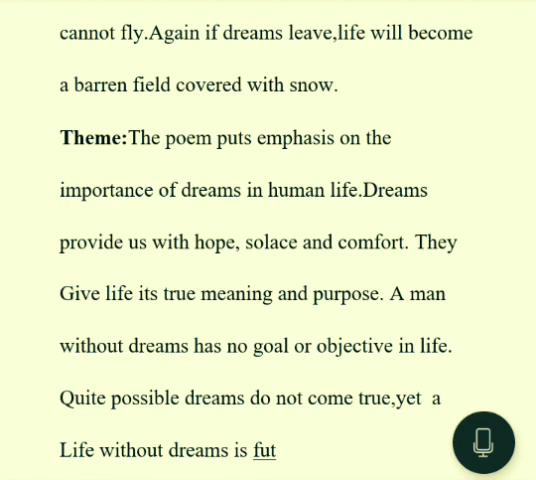 cannot fly.Again if dreams leave,life will become
a barren field covered with snow.
Theme:The poem puts emphasis on the
importance of dreams in human life.Dreams
provide us with hope, solace and comfort. They
Give life its true meaning and purpose. A man
without dreams has no goal or objective in life.
Quite possible dreams do not come true,yet  a
Life without dreams is fut